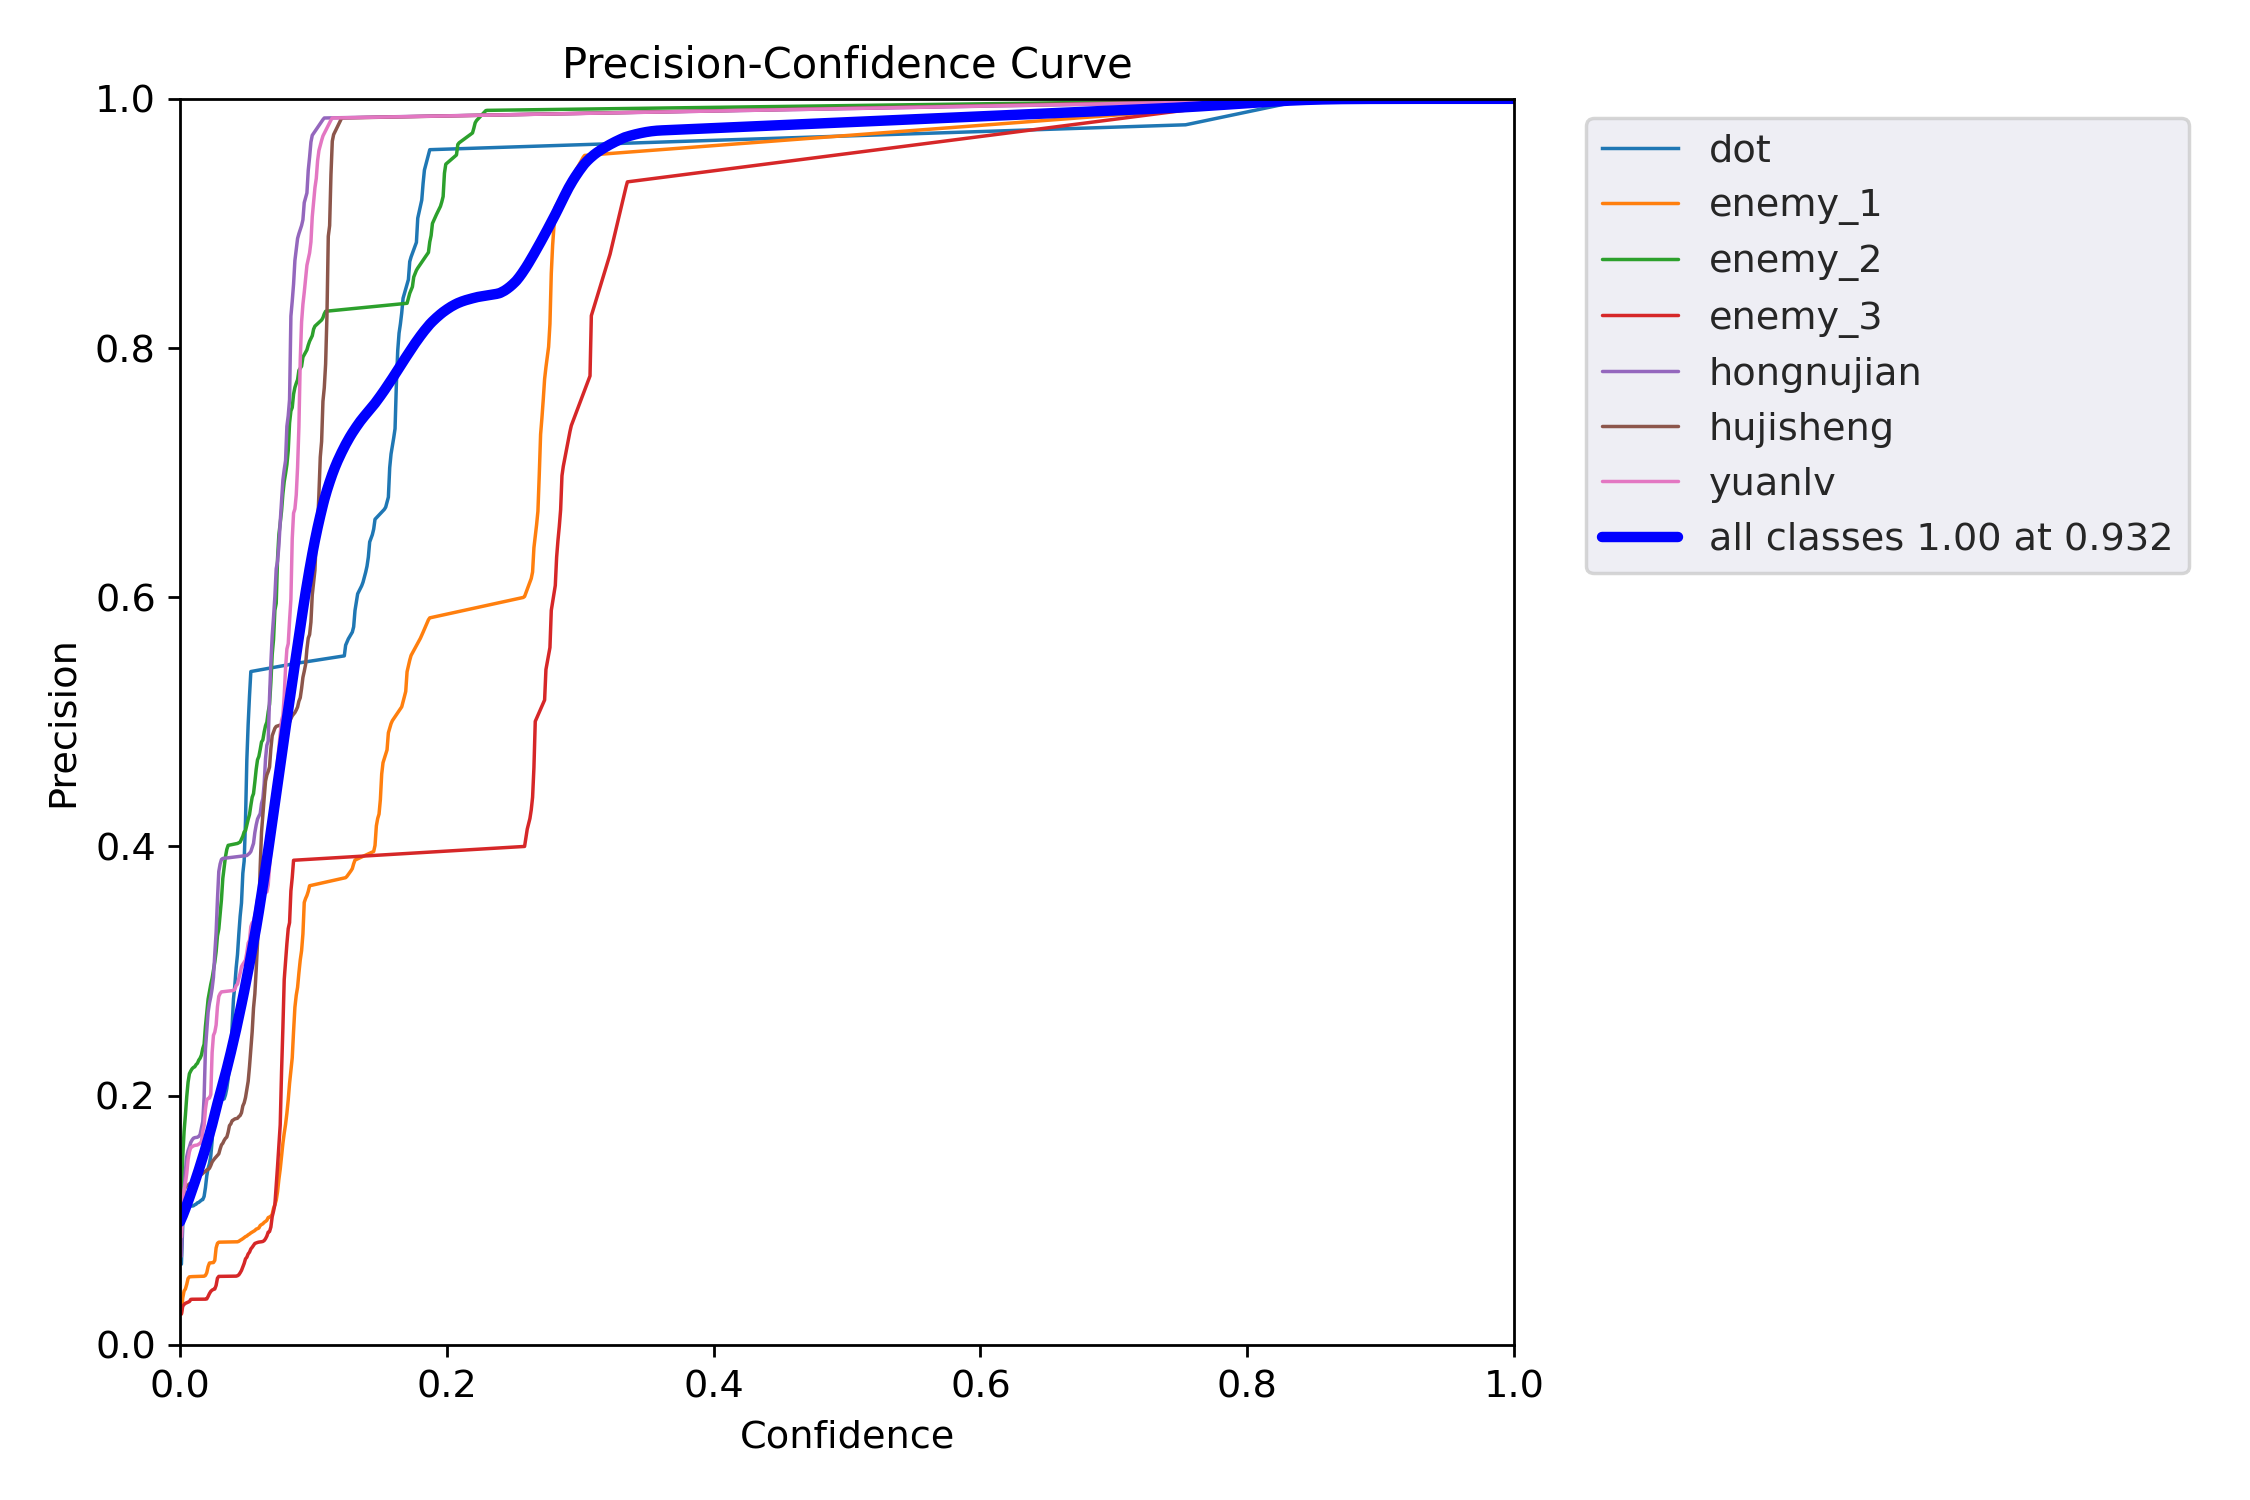 Precision-Confidence Curve
1.0
0.8
0.6
0.4
0.2
0.0
Precision
0.0 0.2 0.4 0.6 0.8 1.0
Confidence
dot
enemy_1
enemy_2
enemy_3
hongnujian
hujisheng
yuanlv
all classes 1.00 at 0.932